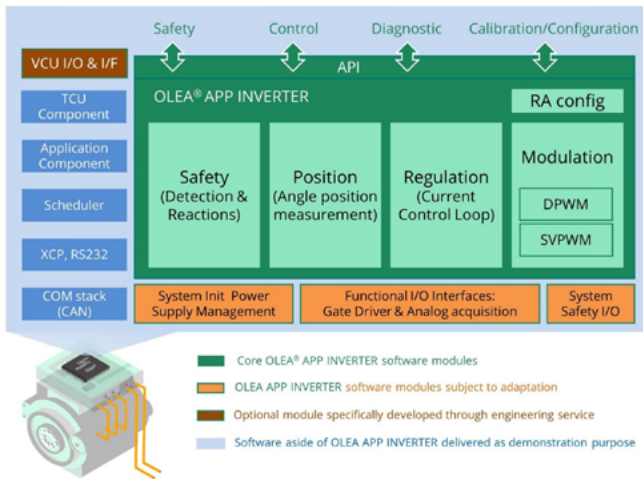 Safety
Control
Diagnostic
Calibration/Configuration
VCU I/O & I/F
API
TCU
Component
OLEA® APP INVERTER
RA config
Application
Component
Safety
(Detection &
Reactions)
Position
(Angle position
measurement)
Regulation
(Current
Control Loop)
Modulation
Scheduler
DPWM
SVPWM
XCP, RS232
COM stack
(CAN)
System Init Power
Supply Management
Functional I/O Interfaces:
Gate Driver & Analog acquisition
System
Safety I/O
Core OLEA® APP INVERTER software modules
OLEA APP INVERTER software modules subject to adaptation
Optional module specifically developed through engineering service
Software aside of OLEA APP INVERTER delivered as demonstration purpose